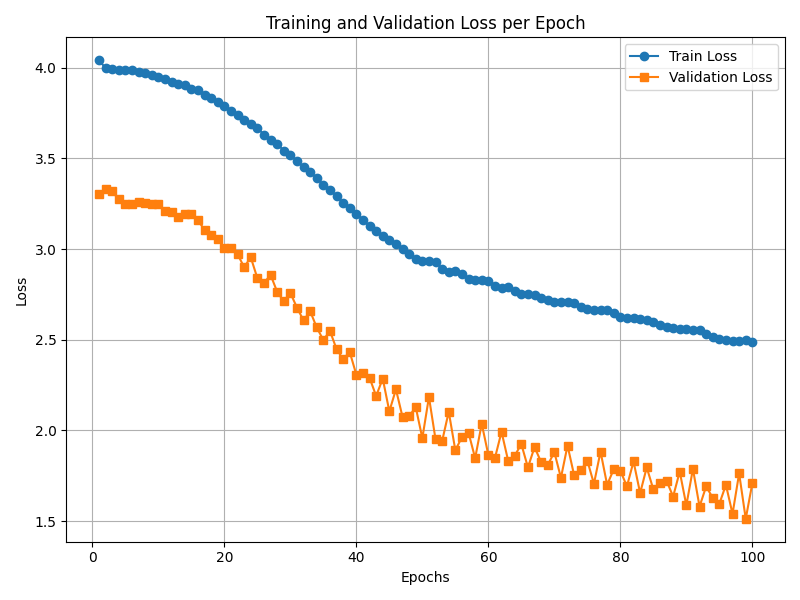 Training and Validation Loss per Epoch
Train Loss
Validation Loss
4.0
3.5
3.0
2.5
2.0
1.5
Loss
0 20 40 60 80 100
Epochs